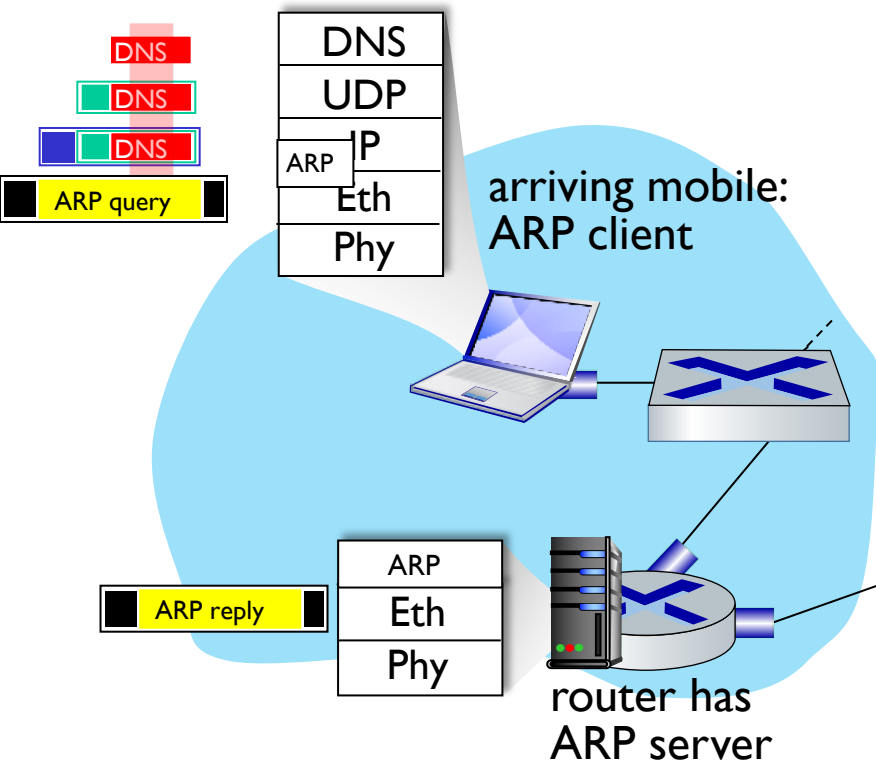 DNS
DNS
DNS
ARP query
DNS
UDP
IP
ARP
Eth
Phy
arriving mobile:
ARP client
ARP reply
ARP
Eth
Phy
router has
ARP server